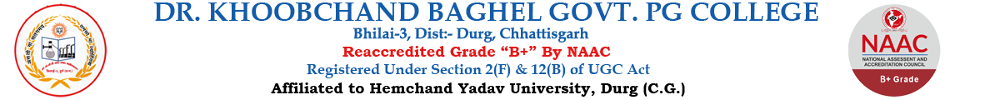 DR. KHOOBCHAND BAGHEL GOVT. PG COLLEGE
Bhilai-3, Dist:- Durg, Chhattisgarh
Reaccredited Grade “B+” By NAAC
Registered Under Section 2(F) & 12(B) of UGC Act
Affiliated to Hemchand Yadav University, Durg (C.G.)
NAAC
NATIONAL ASSESSMENT AND
ACCREDITATION COUNCIL
B+ Grade